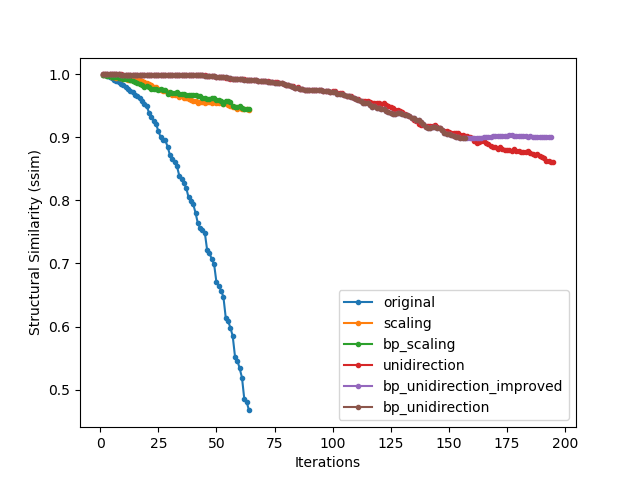 1.0
0.9
0.8
0.7
0.6
0.5
Structural Similarity (ssim)
original
scaling
bp_scaling
unidirection
bp_unidirection_improved
bp_unidirection
0 25 50 75 100 125 150 175 200
Iterations